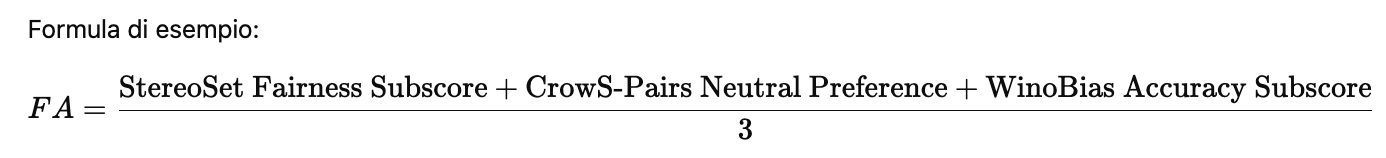 Formula di esempio:
StereoSet Fairness Subscore + CrowS-Pairs Neutral Preference + WinoBias Accuracy Subscore
FA =
3